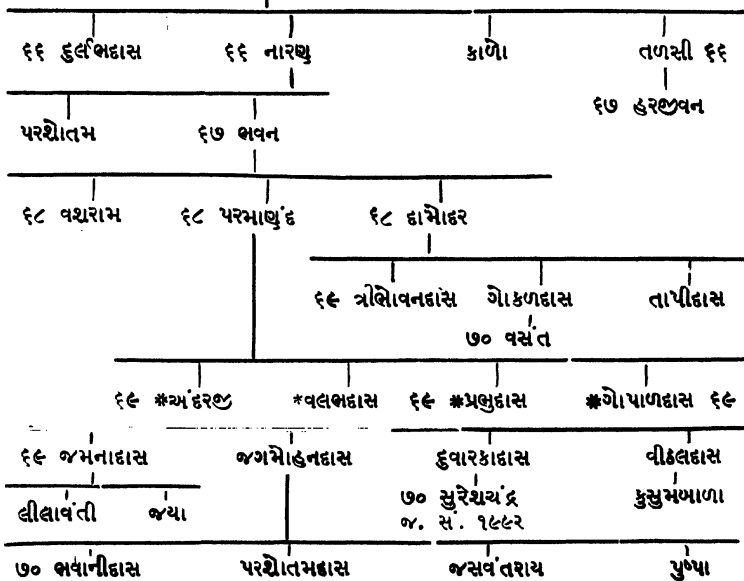 ૬૬ દુર્લભદાસ ૬૬ નારણ કાળો તળસી ૬૬
૬૭ હરજીવન
પરશોતમ ૬૭ ભવન
૬૮ વશરામ ૬૮ પરમાણંદ ૬૮ દામોદર
૬૯ ત્રીભોવનદાસ ગોકળદાસ તાપીદાસ
૭૦ વસંત
૬૯ #અંદરજી *વલભદાસ ૬૯ #પ્રભુદાસ #ગોપાળદાસ ૬૯
૬૯ જમનાદાસ જગમોહનદાસ દુવારકાદાસ વીઠલદાસ
૭૦ સુરેશચંદ્ર કુસુમબાળા
લીલાવંતી જયા જ. સં. ૧૯૯૨
૭૦ ભવાનીદાસ પરશોતમદાસ જસવંતરાય પુષ્પા